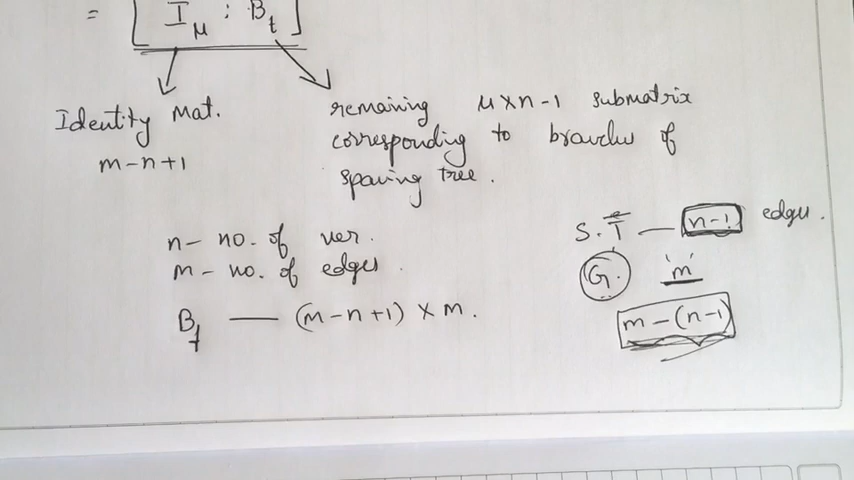 = [ I_μ : B_t ]
Identity Mat.
m-n+1
remaining μ×n-1 submatrix
corresponding to branches of
spaning tree.
n- no. of ver.
m- no. of edges.
B_f — (m-n+1) × m.
S.T — n-1 edges.
G. 'm'
m-(n-1)